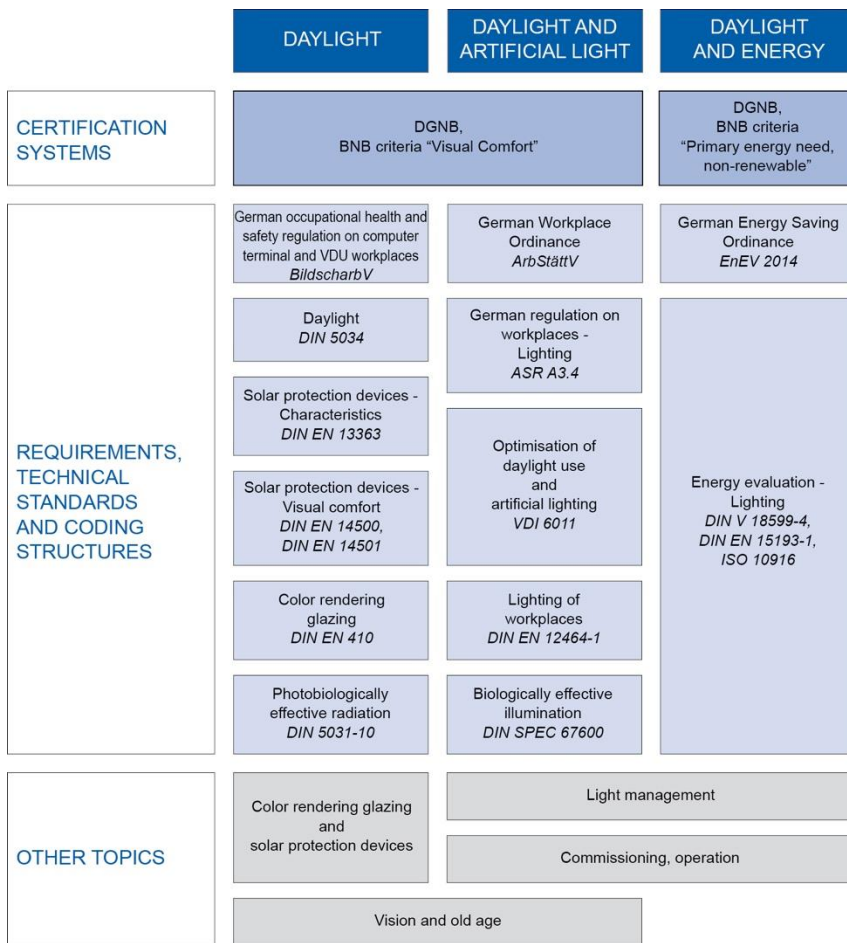 DAYLIGHT
DAYLIGHT AND
ARTIFICIAL LIGHT
DAYLIGHT
AND ENERGY
CERTIFICATION
SYSTEMS
DGNB,
BNB criteria “Visual Comfort”
DGNB,
BNB criteria
“Primary energy need,
non-renewable”
REQUIREMENTS,
TECHNICAL
STANDARDS
AND CODING
STRUCTURES
German occupational health and
safety regulation on computer
terminal and VDU workplaces
BildscharbV
Daylight
DIN 5034
Solar protection devices -
Characteristics
DIN EN 13363
Solar protection devices -
Visual comfort
DIN EN 14500,
DIN EN 14501
Color rendering
glazing
DIN EN 410
Photobiologically
effective radiation
DIN 5031-10
German Workplace
Ordinance
ArbStättV
German regulation on
workplaces -
Lighting
ASR A3.4
Optimisation of
daylight use
and
artificial lighting
VDI 6011
Lighting of
workplaces
DIN EN 12464-1
Biologically effective
illumination
DIN SPEC 67600
German Energy Saving
Ordinance
EnEV 2014
Energy evaluation -
Lighting
DIN V 18599-4,
DIN EN 15193-1,
ISO 10916
OTHER TOPICS
Color rendering glazing
and
solar protection devices
Light management
Commissioning, operation
Vision and old age